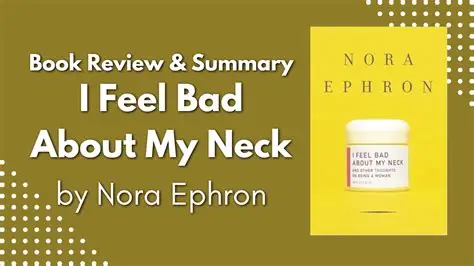 Book Review & Summary
I Feel Bad
About My Neck
by Nora Ephron
NORA
EPHRON
I FEEL BAD
ABOUT MY NECK
AND OTHER THOUGHTS
ON BEING A WOMAN